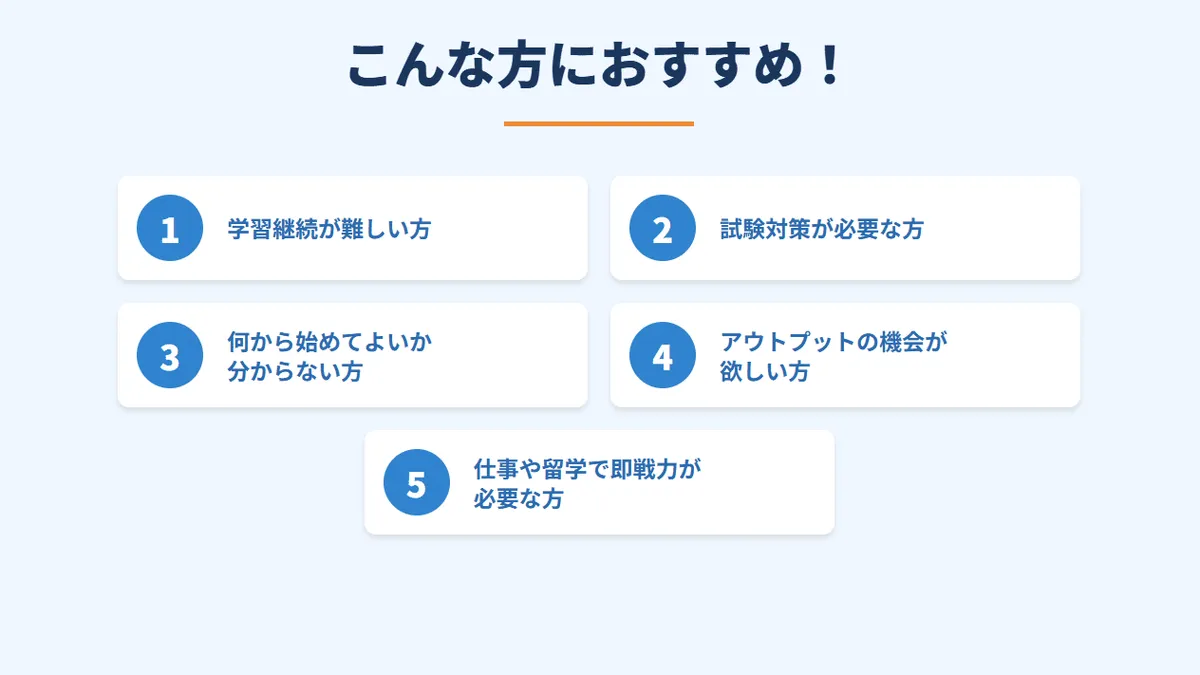 こんな方におすすめ！
1
学習継続が難しい方
2
試験対策が必要な方
3
何から始めてよいか
分からない方
4
アウトプットの機会が
欲しい方
5
仕事や留学で即戦力が
必要な方